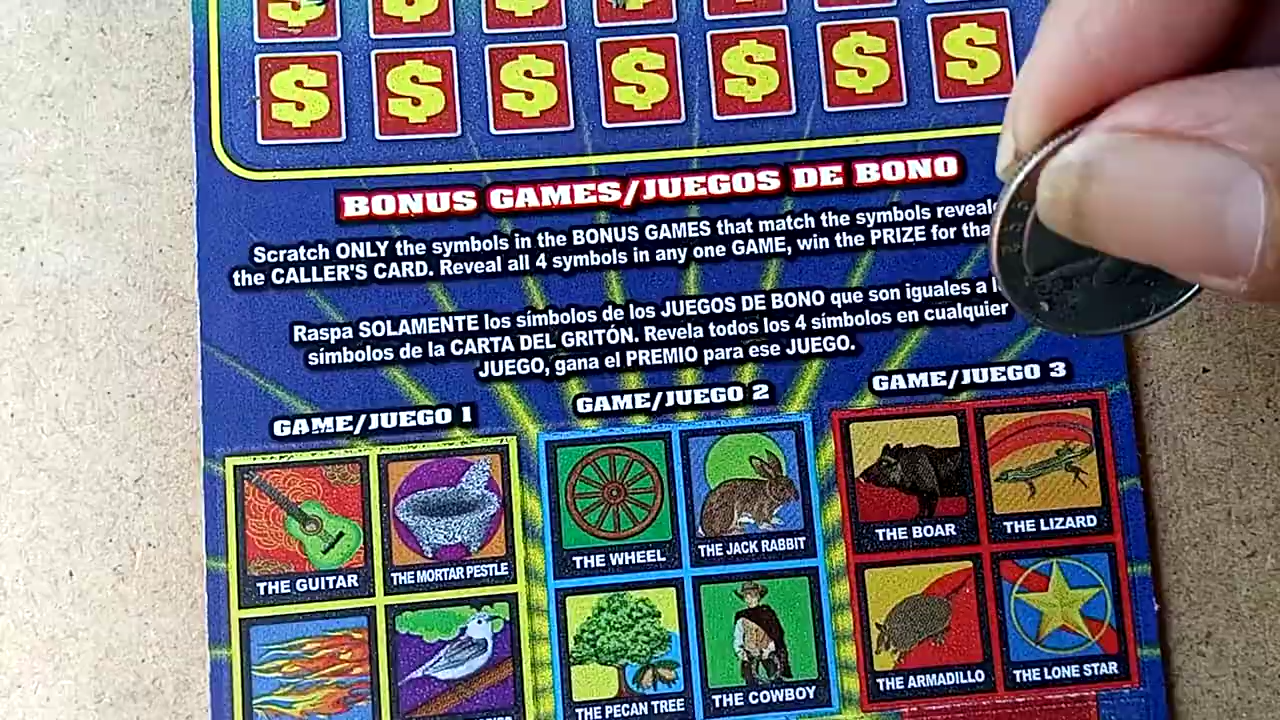 $ $ $ $ $ $ $
$ $ $ $ $ $ $
BONUS GAMES/JUEGOS DE BONO
Scratch ONLY the symbols in the BONUS GAMES that match the symbols
the CALLER'S CARD. Reveal all 4 symbols in any one GAME, win the PRIZE for
Raspa SOLAMENTE los símbolos de los JUEGOS DE BONO que son iguales a
símbolos de la CARTA DEL GRITÓN. Revela todos los 4 símbolos en cualquier
JUEGO, gana el PREMIO para ese JUEGO.
GAME/JUEGO 1
GAME/JUEGO 2
GAME/JUEGO 3
THE GUITAR
THE MORTAR PESTLE
THE WHEEL
THE JACK RABBIT
THE BOAR
THE LIZARD
THE PECAN TREE
THE COWBOY
THE ARMADILLO
THE LONE STAR